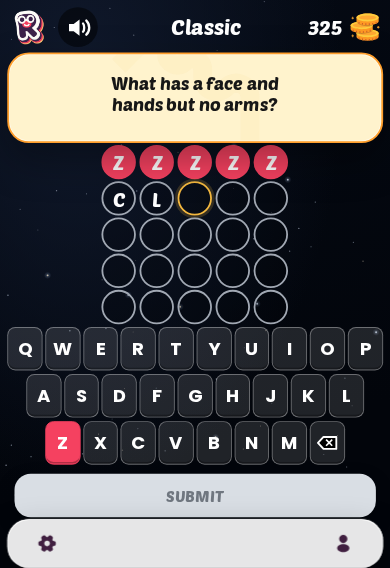 Classic
325
What has a face and
hands but no arms?
Z Z Z Z Z
C L
Q W E R T Y U I O P
A S D F G H J K L
Z X C V B N M
SUBMIT